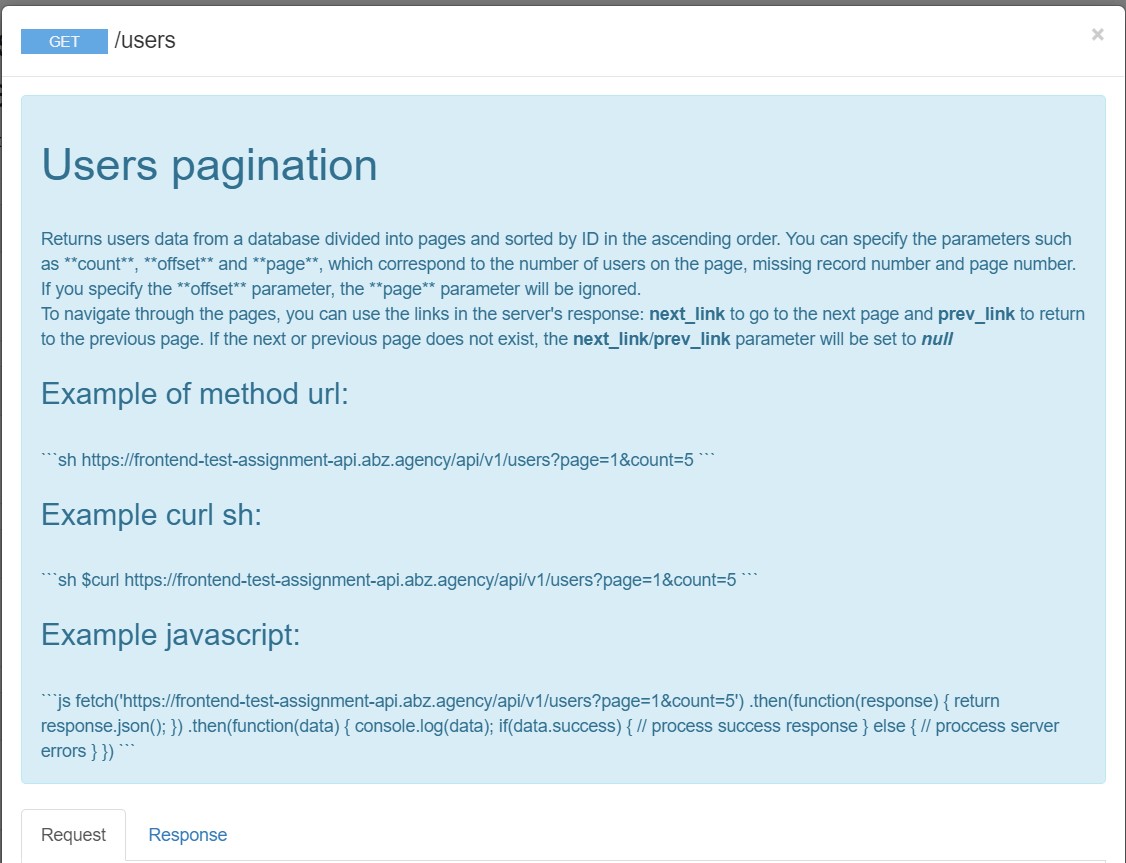 GET /users ×
Users pagination
Returns users data from a database divided into pages and sorted by ID in the ascending order. You can specify the parameters such
as **count**, **offset** and **page**, which correspond to the number of users on the page, missing record number and page number.
If you specify the **offset** parameter, the **page** parameter will be ignored.
To navigate through the pages, you can use the links in the server's response: next_link to go to the next page and prev_link to return
to the previous page. If the next or previous page does not exist, the next_link/prev_link parameter will be set to null
Example of method url:
```sh https://frontend-test-assignment-api.abz.agency/api/v1/users?page=1&count=5 ```
Example curl sh:
```sh $curl https://frontend-test-assignment-api.abz.agency/api/v1/users?page=1&count=5 ```
Example javascript:
```js fetch('https://frontend-test-assignment-api.abz.agency/api/v1/users?page=1&count=5') .then(function(response) { return
response.json(); }) .then(function(data) { console.log(data); if(data.success) { // process success response } else { // proccess server
errors } }) ```
Request Response